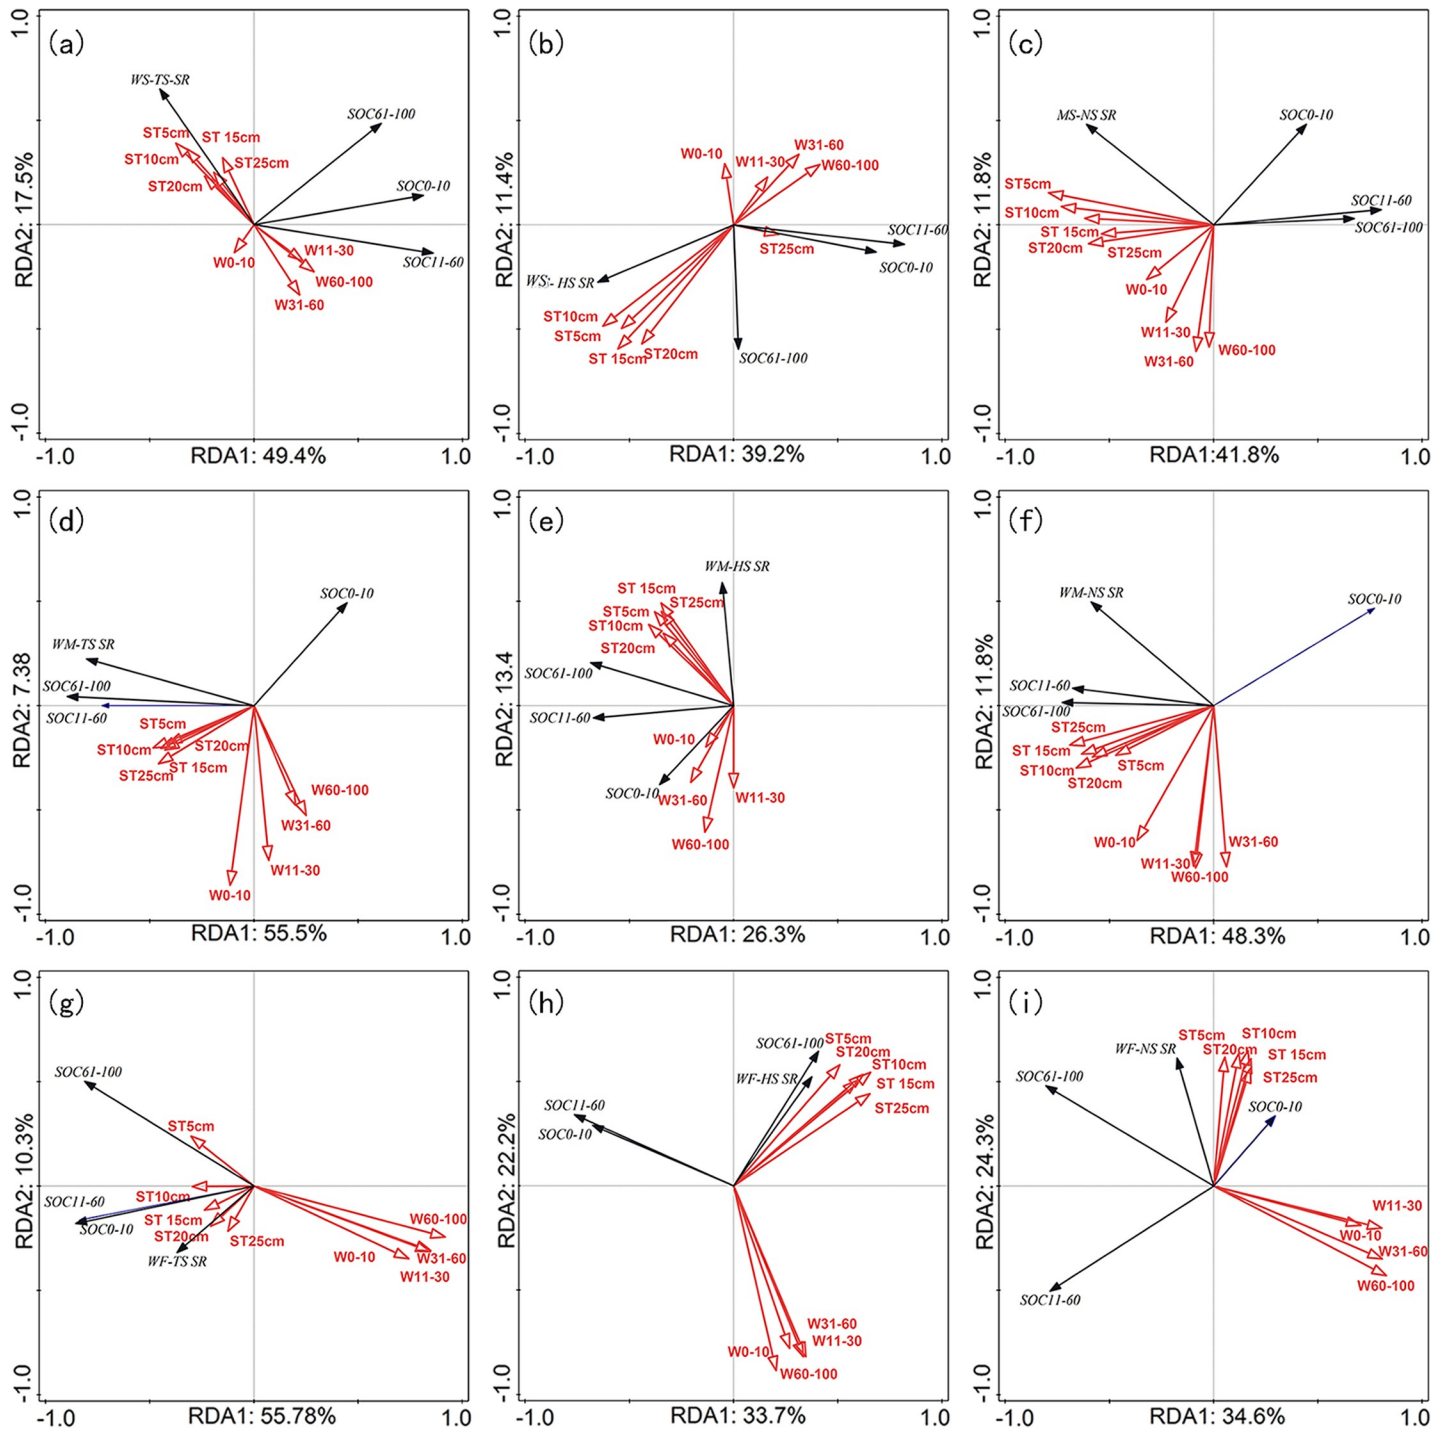 (a)
1.0
WS-TS-SR
SOC61-100
ST5cm
ST 15cm
ST10cm
ST25cm
ST20cm
SOC0-10
W0-10
W11-30
SOC11-60
W60-100
W31-60
RDA2: 17.5%
-1.0
-1.0
RDA1: 49.4%
1.0
(b)
1.0
W0-10
W31-60
W11-30
W60-100
SOC11-60
ST25cm
SOC0-10
HS SR
ST10cm
ST5cm
ST 15cm
ST20cm
SOC61-100
RDA2: 11.4%
-1.0
-1.0
RDA1: 39.2%
1.0
(c)
1.0
MS-NS SR
SOC0-10
ST5cm
SOC11-60
ST10cm
SOC61-100
ST 15cm
ST20cm
ST25cm
W0-10
W11-30
W31-60
W60-100
RDA2: 11.8%
-1.0
-1.0
RDA1:41.8%
1.0
(d)
1.0
SOC0-10
WM-TS SR
SOC61-100
SOC11-60
ST5cm
ST10cm
ST20cm
ST25cm
ST 15cm
W60-100
W31-60
W11-30
W0-10
RDA2: 7.38
-1.0
-1.0
RDA1: 55.5%
1.0
(e)
1.0
WM-HS SR
ST 15cm
ST25cm
ST5cm
ST10cm
ST20cm
SOC61-100
SOC11-60
W0-10
SOC0-10
W31-60
W11-30
W60-100
RDA2: 13.4
-1.0
-1.0
RDA1: 26.3%
1.0
(f)
1.0
WM-NS SR
SOC0-10
SOC11-60
SOC61-100
ST25cm
ST 15cm
ST10cm
ST5cm
ST20cm
W0-10
W31-60
W11-30
W60-100
RDA2: 11.8%
-1.0
-1.0
RDA1: 48.3%
1.0
(g)
1.0
SOC61-100
ST5cm
ST10cm
SOC11-60
ST 15cm
SOC0-10
ST20cm
ST25cm
WF-TS SR
W60-100
W0-10
W31-60
W11-30
RDA2: 10.3%
-1.0
-1.0
RDA1: 55.78%
1.0
(h)
1.0
SOC61-100
ST5cm
ST20cm
ST10cm
WF-HS SR
ST 15cm
ST25cm
SOC11-60
SOC0-10
W31-60
W11-30
W0-10
W60-100
RDA2: 22.2%
-1.0
-1.0
RDA1: 33.7%
1.0
(i)
1.0
ST5cm
ST10cm
WF-NS SR
ST20cm
ST 15cm
SOC61-100
ST25cm
SOC0-10
W11-30
W0-10
W31-60
W60-100
SOC11-60
RDA2: 24.3%
-1.0
-1.0
RDA1: 34.6%
1.0